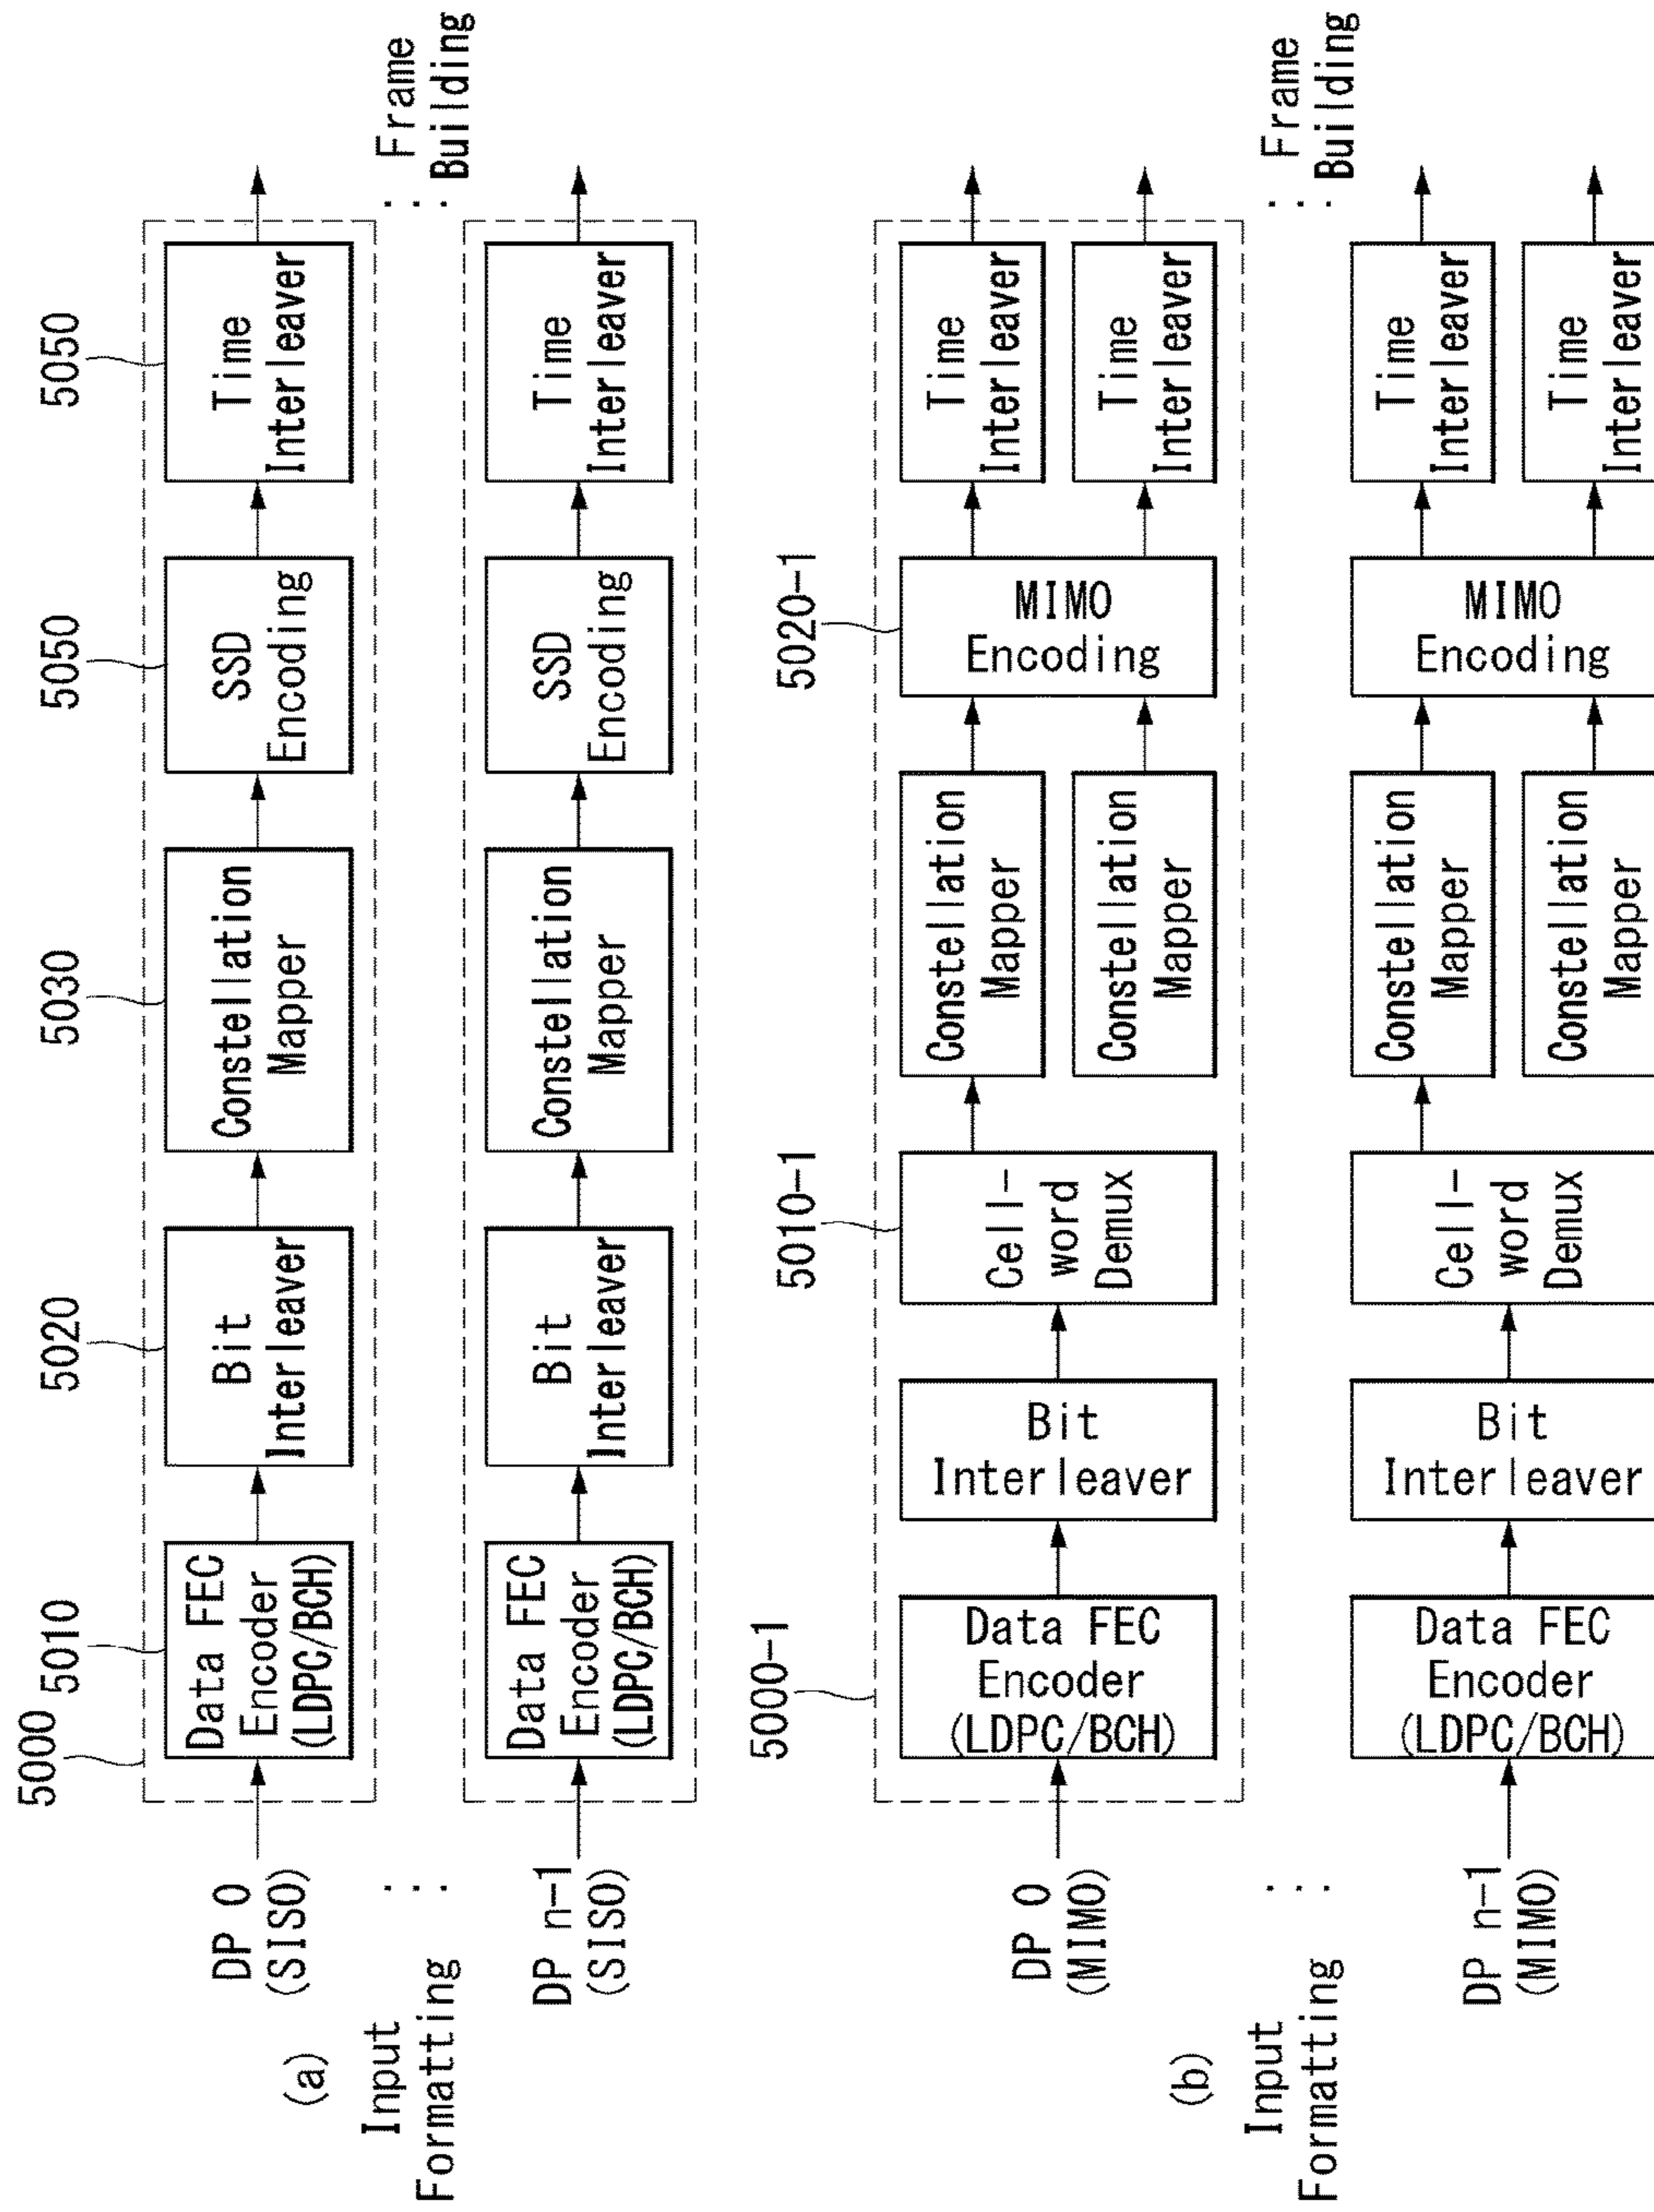 (a)
5000
5010
5020
5030
5050
5050
Input
Formatting
DP 0
(SISO)
Data FEC
Encoder
(LDPC/BCH)
Bit
Interleaver
Constellation
Mapper
SSD
Encoding
Time
Interleaver
Frame
Building
DP n-1
(SISO)
Data FEC
Encoder
(LDPC/BCH)
Bit
Interleaver
Constellation
Mapper
SSD
Encoding
Time
Interleaver
(b)
5000-1
5010-1
5020-1
Input
Formatting
DP 0
(MIMO)
Data FEC
Encoder
(LDPC/BCH)
Bit
Interleaver
Cell-
word
Demux
Constellation
Mapper
Constellation
Mapper
MIMO
Encoding
Time
Interleaver
Time
Interleaver
Frame
Building
DP n-1
(MIMO)
Data FEC
Encoder
(LDPC/BCH)
Bit
Interleaver
Cell-
word
Demux
Constellation
Mapper
Constellation
Mapper
MIMO
Encoding
Time
Interleaver
Time
Interleaver